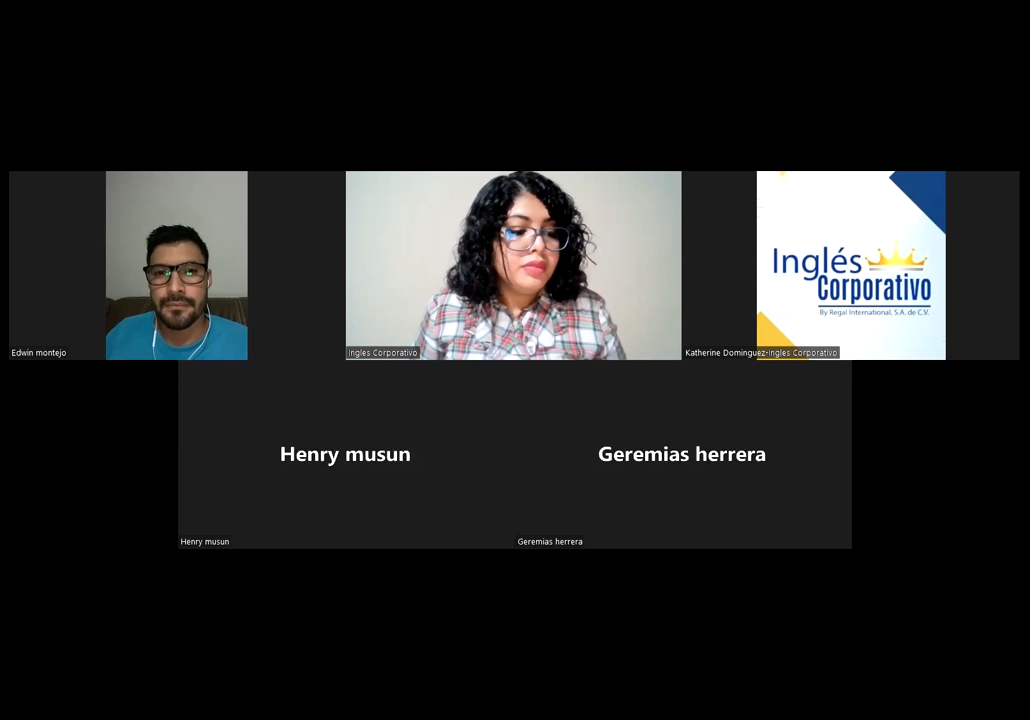 Inglés
Corporativo
By Regal International, S.A. de C.V.
Edwin montejo
Ingles Corporativo
Katherine Dominguez-Ingles Corporativo
Henry musun
Geremias herrera
Henry musun
Geremias herrera